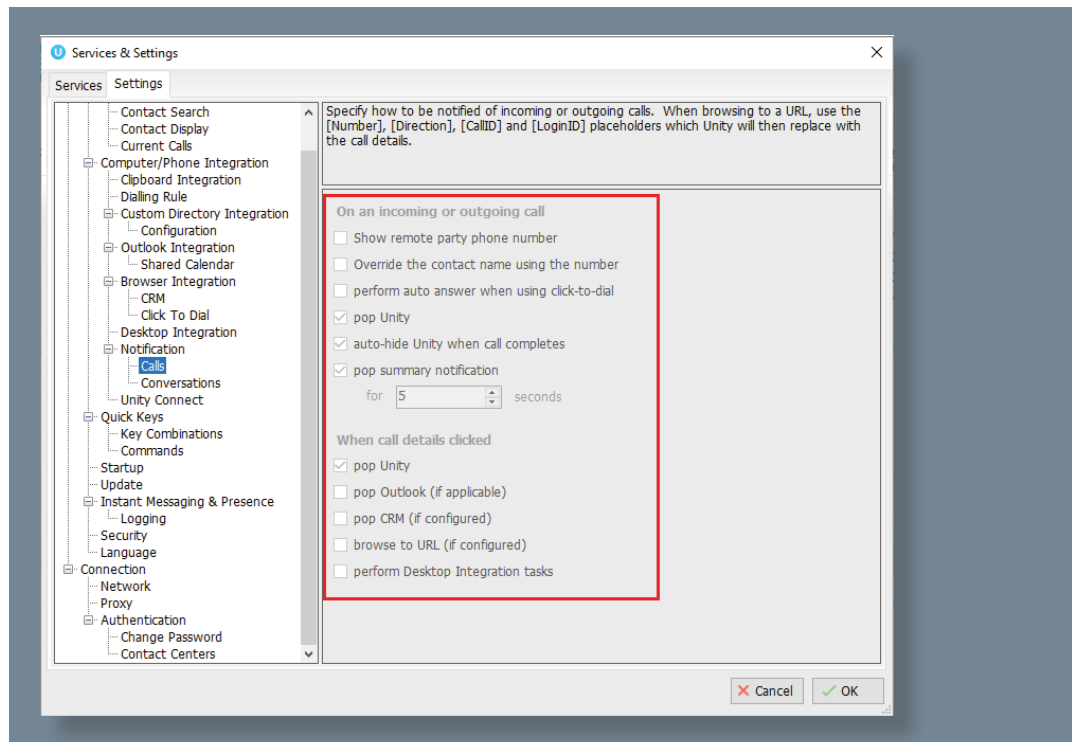 U Services & Settings
Services Settings
Contact Search
Contact Display
Current Calls
Computer/Phone Integration
Clipboard Integration
Dialling Rule
Custom Directory Integration
Configuration
Outlook Integration
Shared Calendar
Browser Integration
CRM
Click To Dial
Desktop Integration
Notification
Calls
Conversations
Unity Connect
Quick Keys
Key Combinations
Commands
Startup
Update
Instant Messaging & Presence
Logging
Security
Language
Connection
Network
Proxy
Authentication
Change Password
Contact Centers
Specify how to be notified of incoming or outgoing calls. When browsing to a URL, use the
[Number], [Direction], [CallID] and [LoginID] placeholders which Unity will then replace with
the call details.
On an incoming or outgoing call
Show remote party phone number
Override the contact name using the number
perform auto answer when using click-to-dial
pop Unity
auto-hide Unity when call completes
pop summary notification
for 5 seconds
When call details clicked
pop Unity
pop Outlook (if applicable)
pop CRM (if configured)
browse to URL (if configured)
perform Desktop Integration tasks
Cancel OK